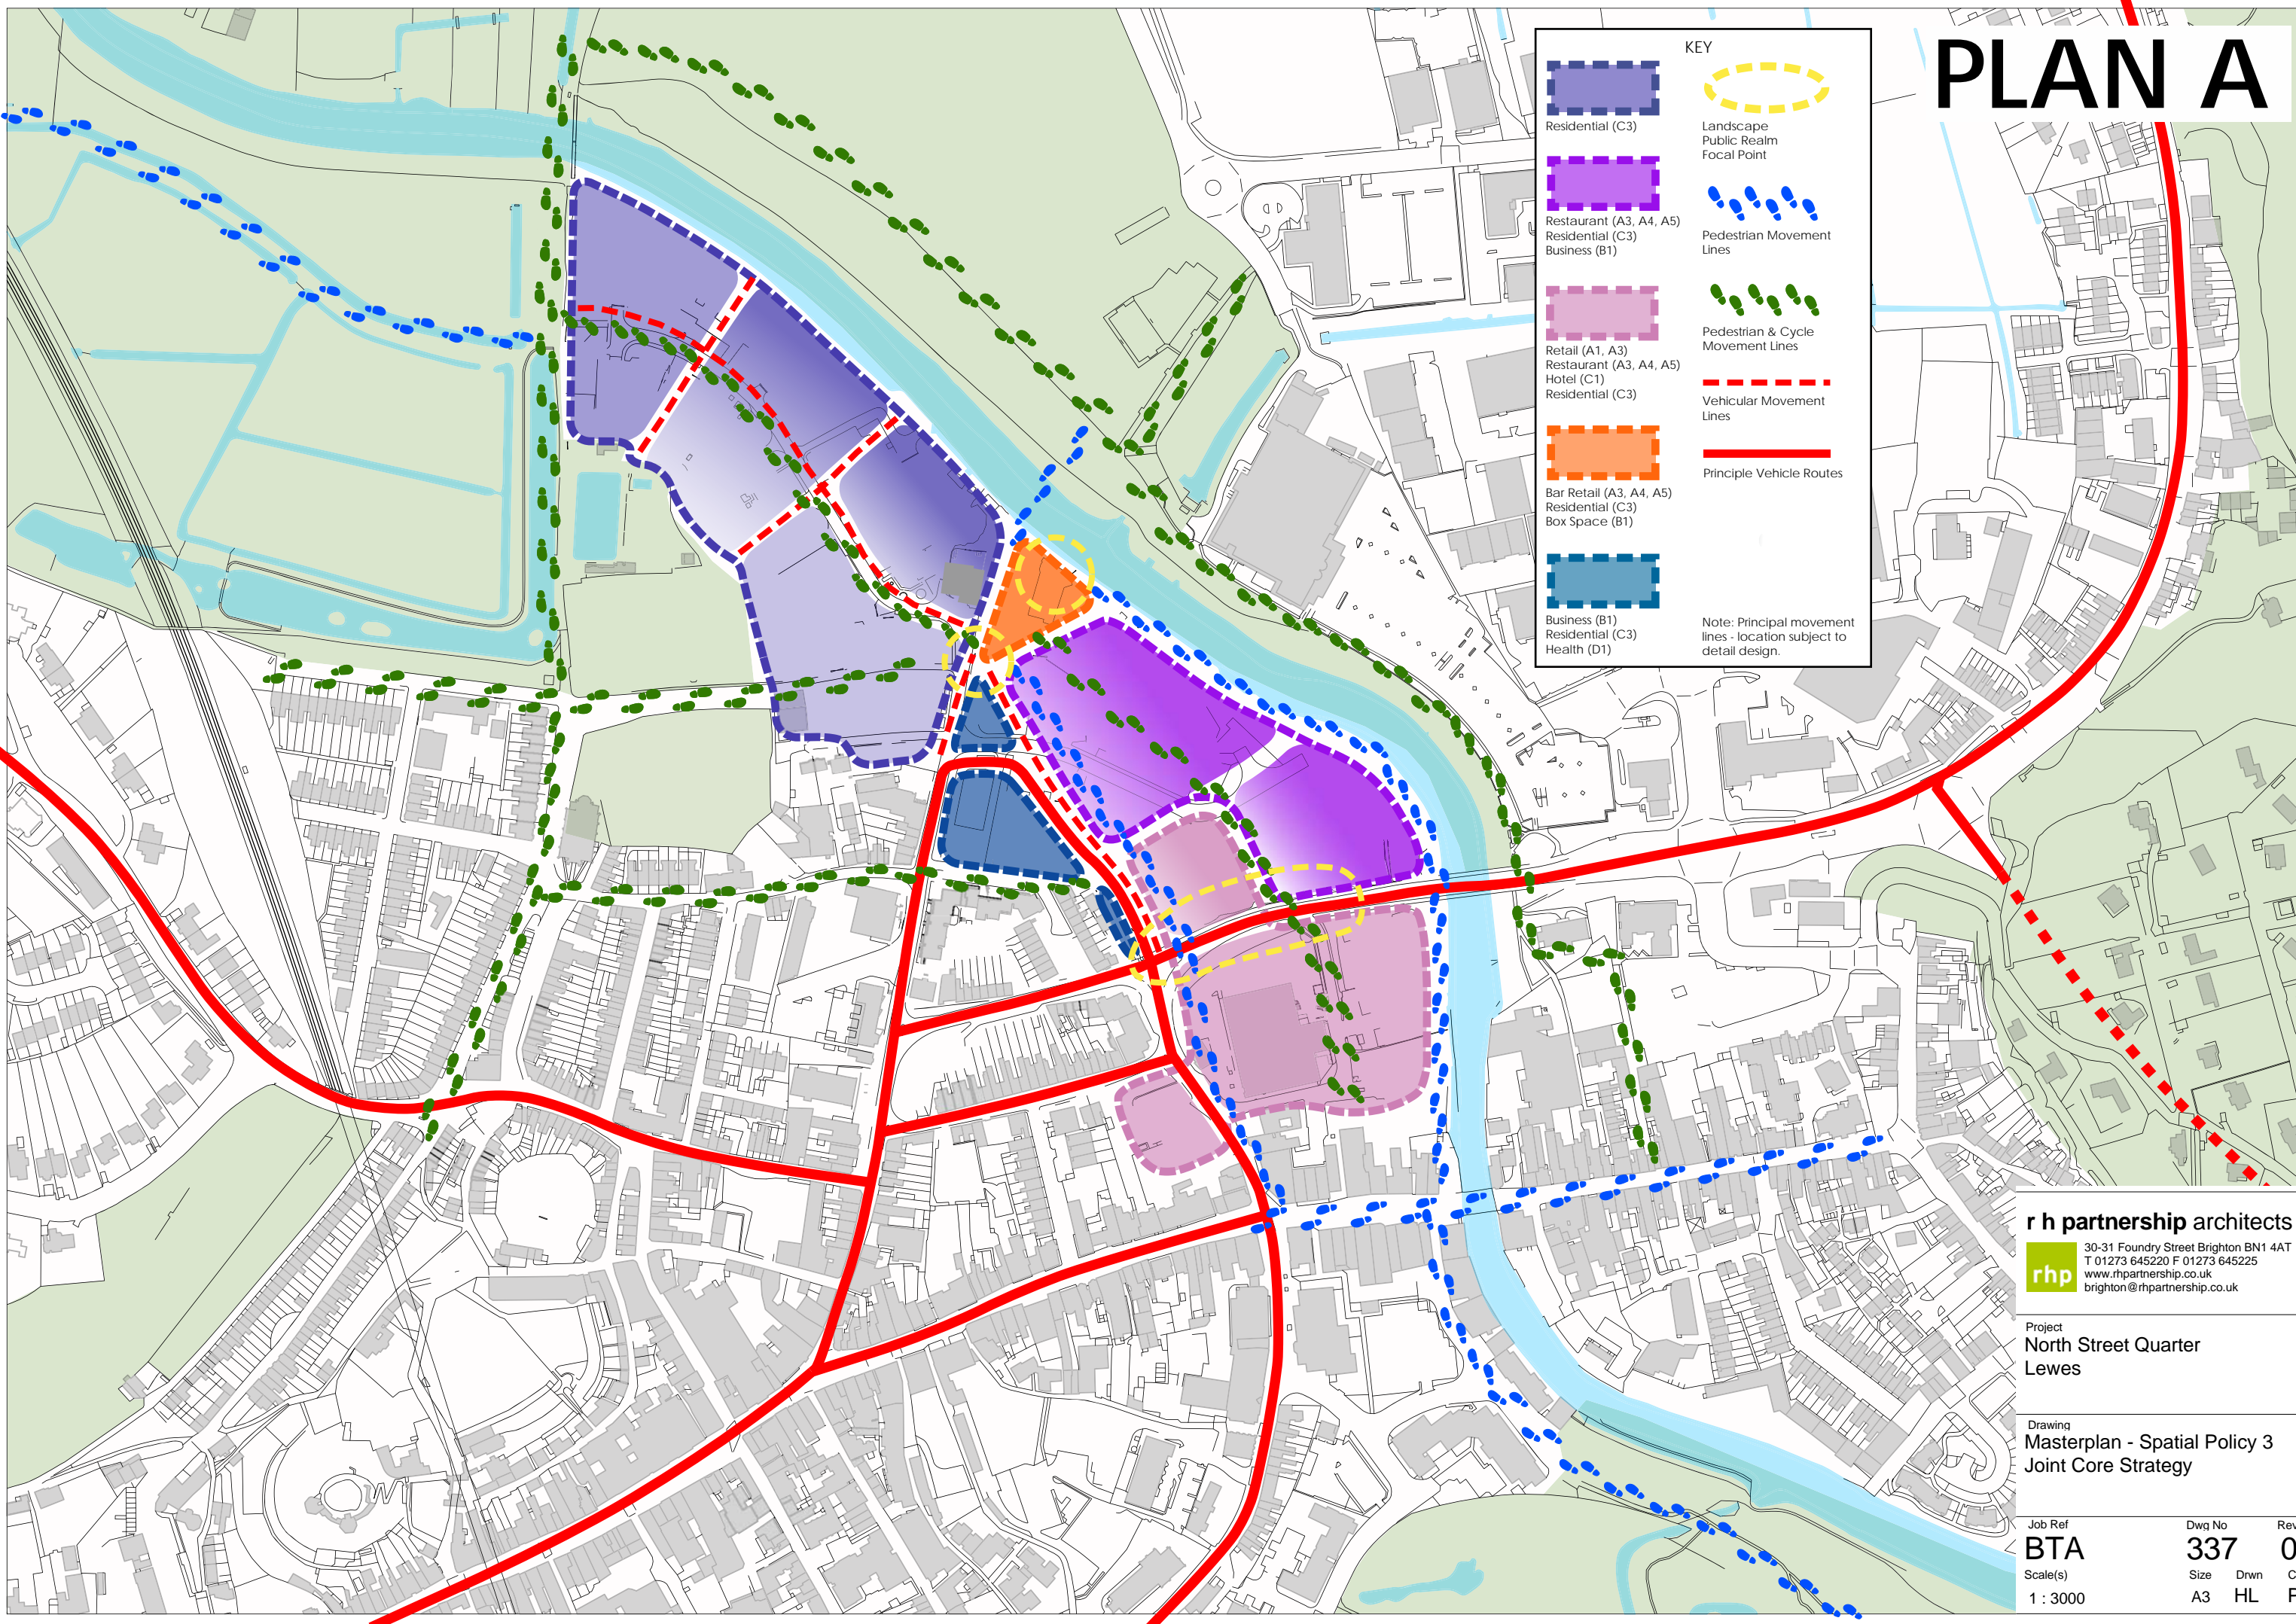 PLAN A
KEY
Residential (C3)
Restaurant (A3, A4, A5)
Residential (C3)
Business (B1)
Retail (A1, A3)
Restaurant (A3, A4, A5)
Hotel (C1)
Residential (C3)
Bar Retail (A3, A4, A5)
Residential (C3)
Box Space (B1)
Business (B1)
Residential (C3)
Health (D1)
Landscape
Public Realm
Focal Point
Pedestrian Movement
Lines
Pedestrian & Cycle
Movement Lines
Vehicular Movement
Lines
Principle Vehicle Routes
Note: Principal movement
lines - location subject to
detail design.
r h partnership architects
rhp
30-31 Foundry Street Brighton BN1 4AT
T 01273 645220 F 01273 645225
www.rhpartnership.co.uk
brighton@rhpartnership.co.uk
Project
North Street Quarter
Lewes
Drawing
Masterplan - Spatial Policy 3
Joint Core Strategy
Job Ref Dwg No Rev
BTA 337 0
Scale(s) Size Drwn
1 : 3000 A3 HL